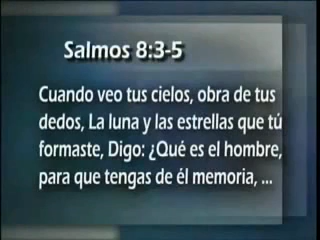 Salmos 8:3-5
Cuando veo tus cielos, obra de tus
dedos, La luna y las estrellas que tú
formaste, Digo: ¿Qué es el hombre,
para que tengas de él memoria, ...